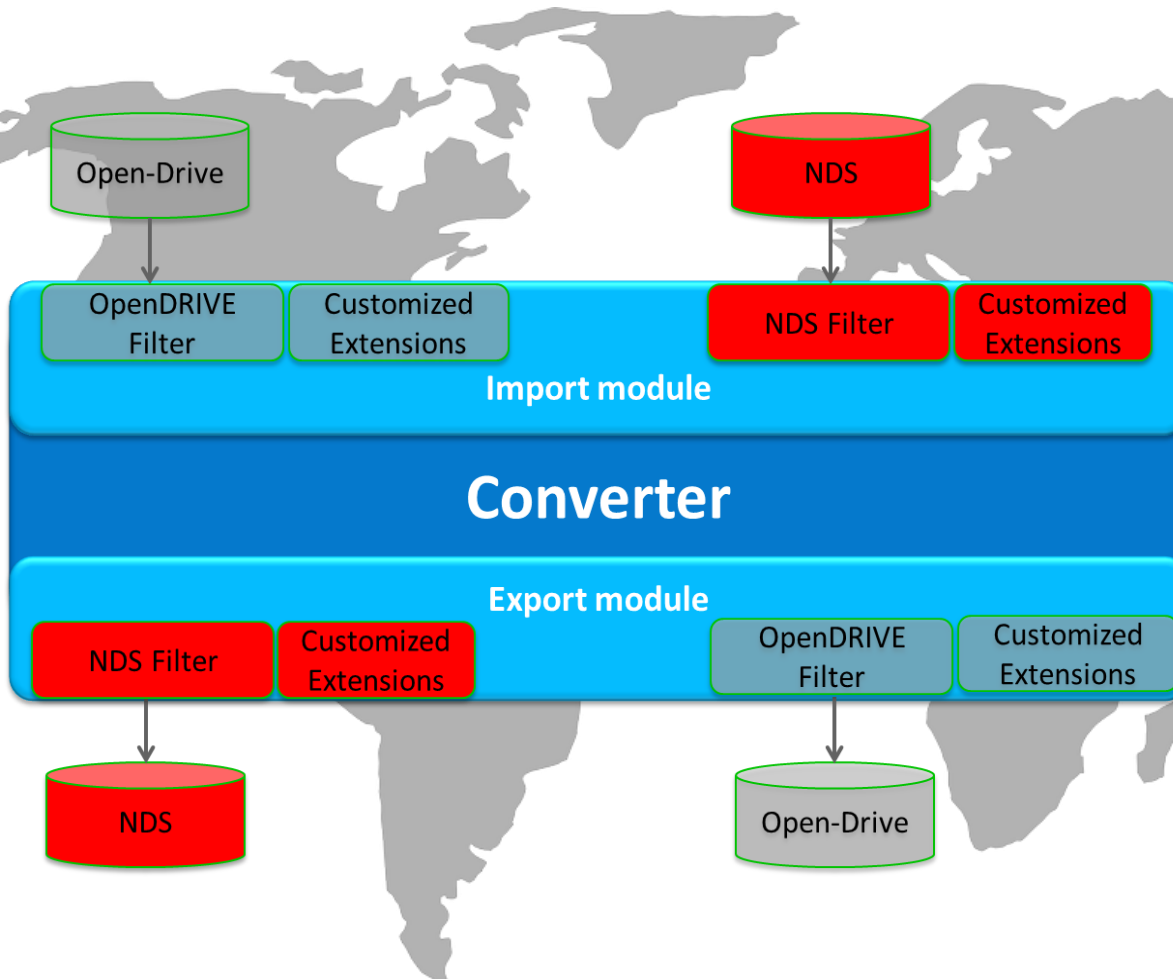 Open-Drive
NDS
OpenDRIVE
Filter
Customized
Extensions
NDS Filter
Customized
Extensions
Import module
Converter
Export module
NDS Filter
Customized
Extensions
OpenDRIVE
Filter
Customized
Extensions
NDS
Open-Drive